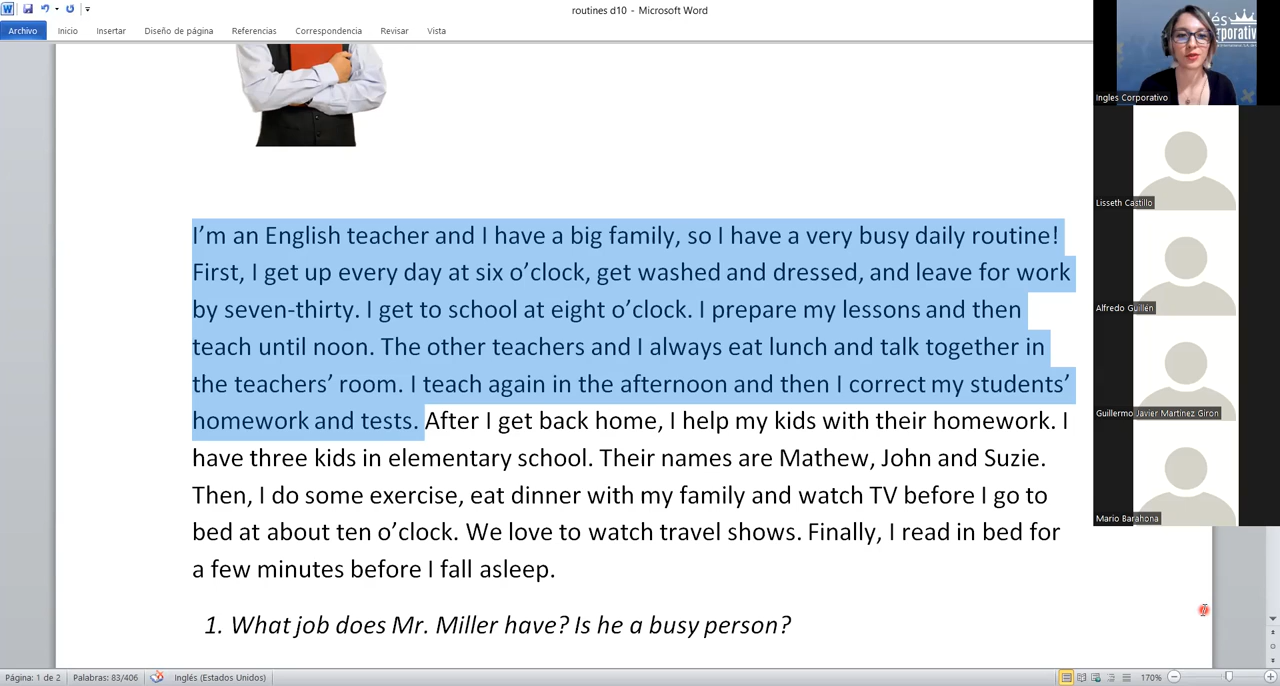 routines d10 - Microsoft Word
Archivo Inicio Insertar Diseño de página Referencias Correspondencia Revisar Vista
Ingles Corporativo
Lisseth Castillo
Alfredo Guillén
Guillermo Javier Martinez Giron
Mario Barahona
I’m an English teacher and I have a big family, so I have a very busy daily routine!
First, I get up every day at six o’clock, get washed and dressed, and leave for work
by seven-thirty. I get to school at eight o’clock. I prepare my lessons and then
teach until noon. The other teachers and I always eat lunch and talk together in
the teachers’ room. I teach again in the afternoon and then I correct my students’
homework and tests. After I get back home, I help my kids with their homework. I
have three kids in elementary school. Their names are Mathew, John and Suzie.
Then, I do some exercise, eat dinner with my family and watch TV before I go to
bed at about ten o’clock. We love to watch travel shows. Finally, I read in bed for
a few minutes before I fall asleep.
1. What job does Mr. Miller have? Is he a busy person?
Página: 1 de 2 Palabras: 83/406 Inglés (Estados Unidos) 170%